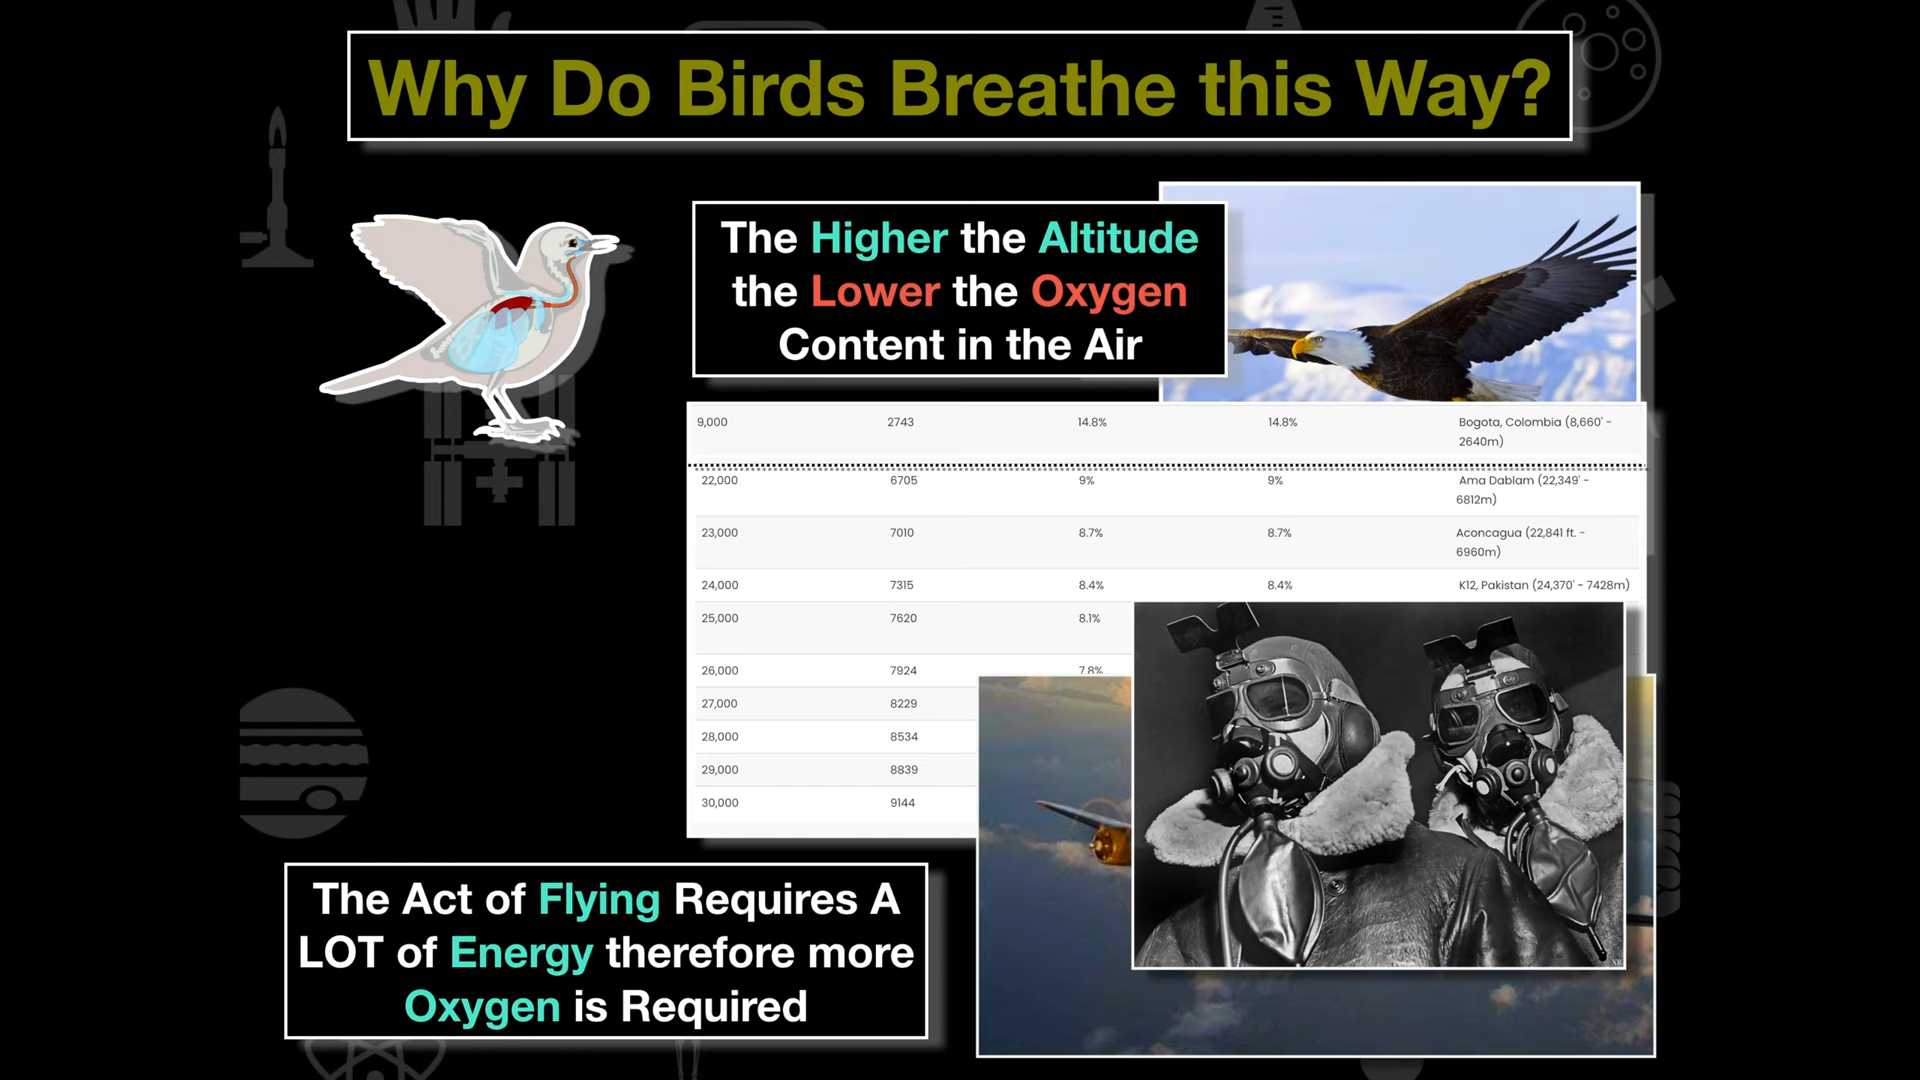 Why Do Birds Breathe this Way?
The Higher the Altitude
the Lower the Oxygen
Content in the Air
9,000 2743 14.8% 14.8% Bogota, Colombia (8,660' -
2640m)
22,000 6705 9% 9% Ama Dablam (22,349' -
6812m)
23,000 7010 8.7% 8.7% Aconcagua (22,841 ft. -
6960m)
24,000 7315 8.4% 8.4% K12, Pakistan (24,370' - 7428m)
25,000 7620 8.1%
26,000 7924 7.8%
27,000 8229
28,000 8534
29,000 8839
30,000 9144
The Act of Flying Requires A
LOT of Energy therefore more
Oxygen is Required